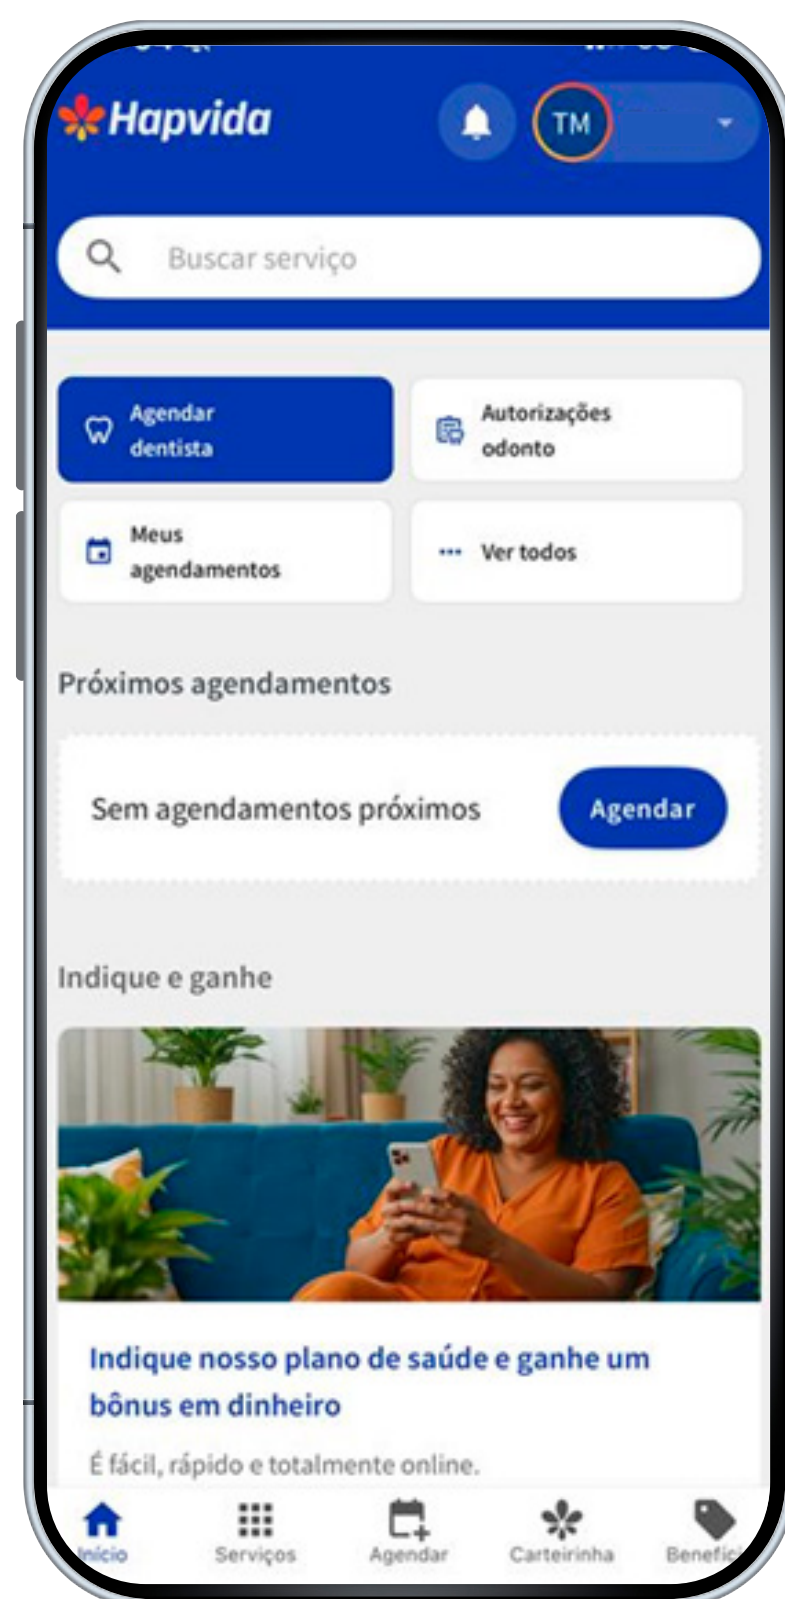 Hapvida
TM
Buscar serviço
Agendar
dentista
Autorizações
odonto
Meus
agendamentos
Ver todos
Próximos agendamentos
Sem agendamentos próximos
Agendar
Indique e ganhe
Indique nosso plano de saúde e ganhe um
bônus em dinheiro
É fácil, rápido e totalmente online.
Início
Serviços
Agendar
Carteirinha
Benefíc